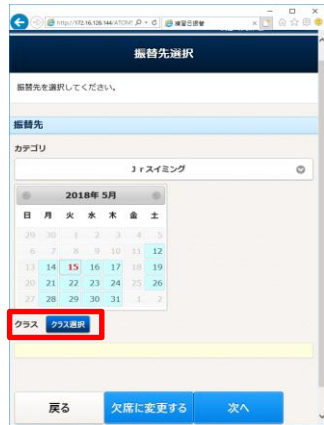 http://172.16.128.144/ATOM/
練習日振替
振替先選択
振替先を選択してください。
振替先
カテゴリ
Jrスイミング
2018年 5月
日 月 火 水 木 金 土
29 30 1 2 3 4 5
6 7 8 9 10 11 12
13 14 15 16 17 18 19
20 21 22 23 24 25 26
27 28 29 30 31 1 2
クラス クラス選択
戻る 欠席に変更する 次へ